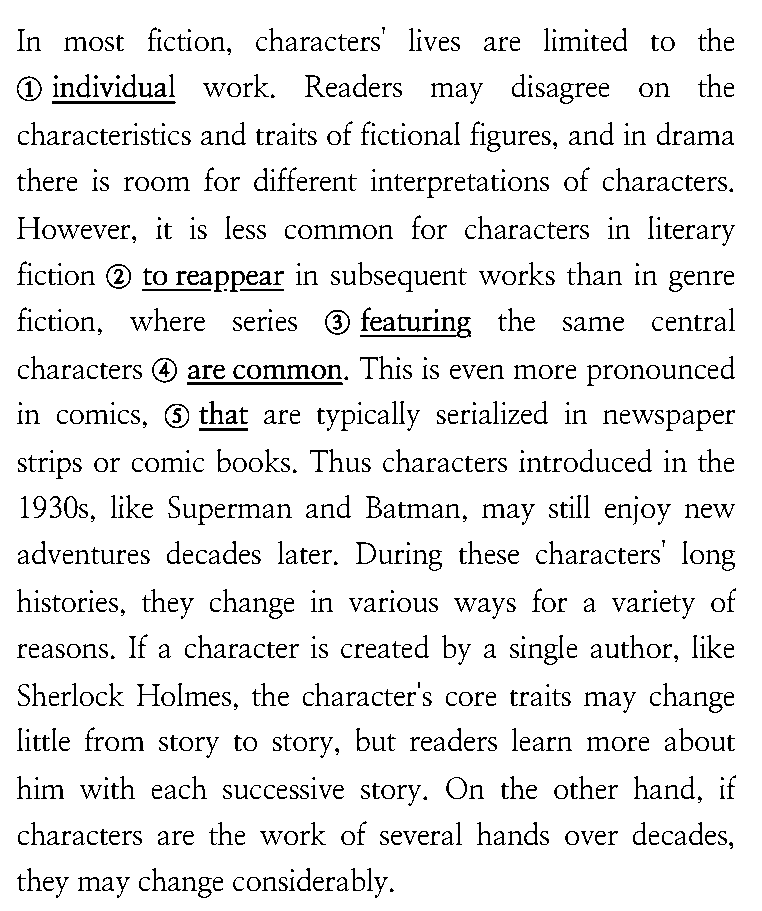 In most fiction, characters' lives are limited to the
① individual work. Readers may disagree on the
characteristics and traits of fictional figures, and in drama
there is room for different interpretations of characters.
However, it is less common for characters in literary
fiction ② to reappear in subsequent works than in genre
fiction, where series ③ featuring the same central
characters ④ are common. This is even more pronounced
in comics, ⑤ that are typically serialized in newspaper
strips or comic books. Thus characters introduced in the
1930s, like Superman and Batman, may still enjoy new
adventures decades later. During these characters' long
histories, they change in various ways for a variety of
reasons. If a character is created by a single author, like
Sherlock Holmes, the character's core traits may change
little from story to story, but readers learn more about
him with each successive story. On the other hand, if
characters are the work of several hands over decades,
they may change considerably.